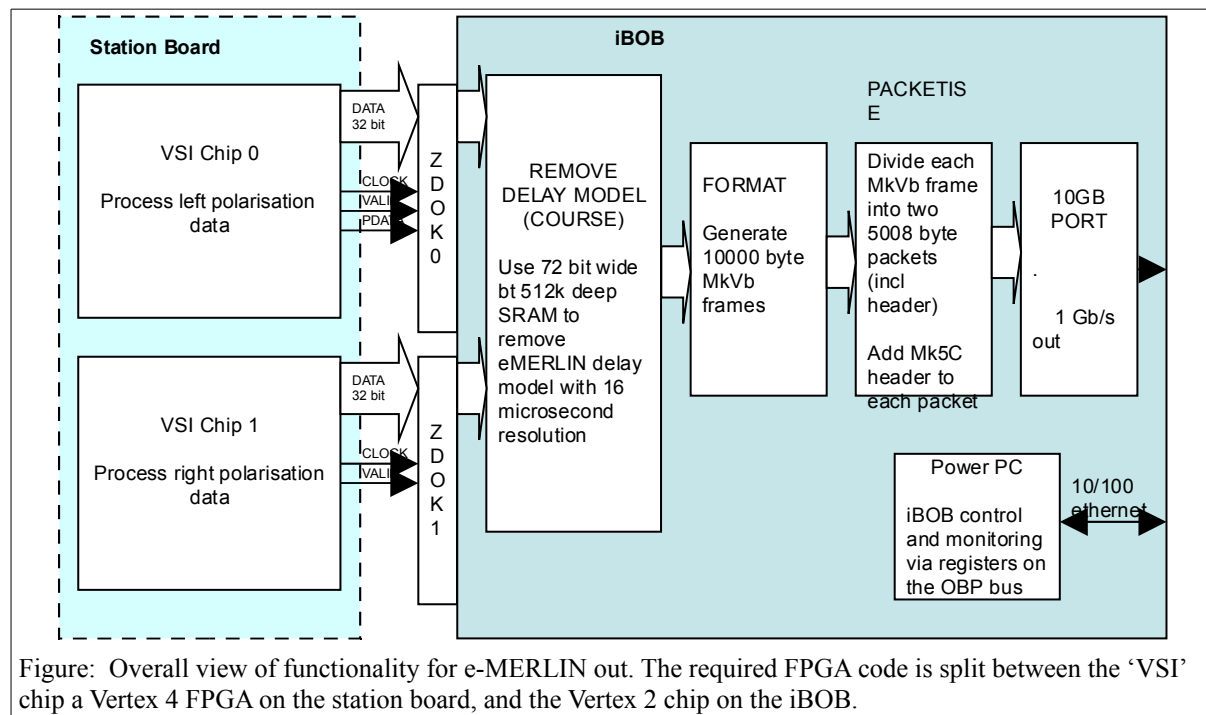 Station Board
VSI Chip 0
Process left polarisation
data
DATA
32 bit
CLOCK
VALI
PDATA
Z
D
O
K
0
VSI Chip 1
Process right polarisation
data
DATA
32 bit
CLOCK
VALI
Z
D
O
K
1
iBOB
REMOVE
DELAY MODEL
(COURSE)
Use 72 bit wide
bt 512k deep
SRAM to
remove
eMERLIN delay
model with 16
microsecond
resolution
FORMAT
Generate
10000 byte
MkVb
frames
PACKETIS
E
Divide each
MkVb frame
into two
5008 byte
packets
(incl
header)
Add Mk5C
header to
each packet
10GB
PORT
.
1 Gb/s
out
Power PC
iBOB control
and monitoring
via registers on
the OBP bus
10/100
ethernet
Figure: Overall view of functionality for e-MERLIN out. The required FPGA code is split between the ‘VSI’
chip a Vertex 4 FPGA on the station board, and the Vertex 2 chip on the iBOB.